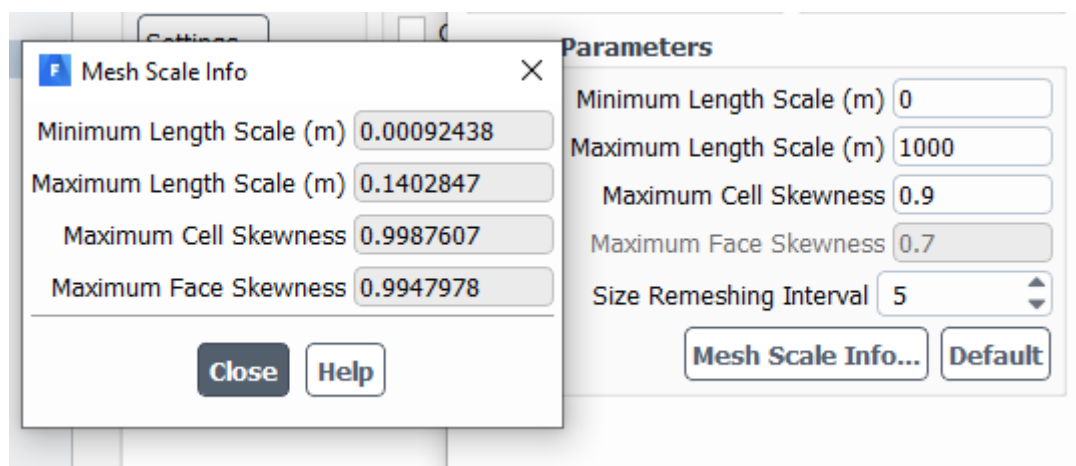 Settings...
Mesh Scale Info
Minimum Length Scale (m) 0.00092438
Maximum Length Scale (m) 0.1402847
Maximum Cell Skewness 0.9987607
Maximum Face Skewness 0.9947978
Close Help
Parameters
Minimum Length Scale (m) 0
Maximum Length Scale (m) 1000
Maximum Cell Skewness 0.9
Maximum Face Skewness 0.7
Size Remeshing Interval 5
Mesh Scale Info... Default